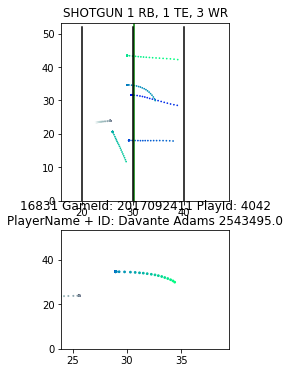 SHOTGUN 1 RB, 1 TE, 3 WR
50
40
30
20
10
0
20 30 40
16831 GameId: 2017092411 PlayId: 4042
PlayerName + ID: Davante Adams 2543495.0
40
20
0
25 30 35